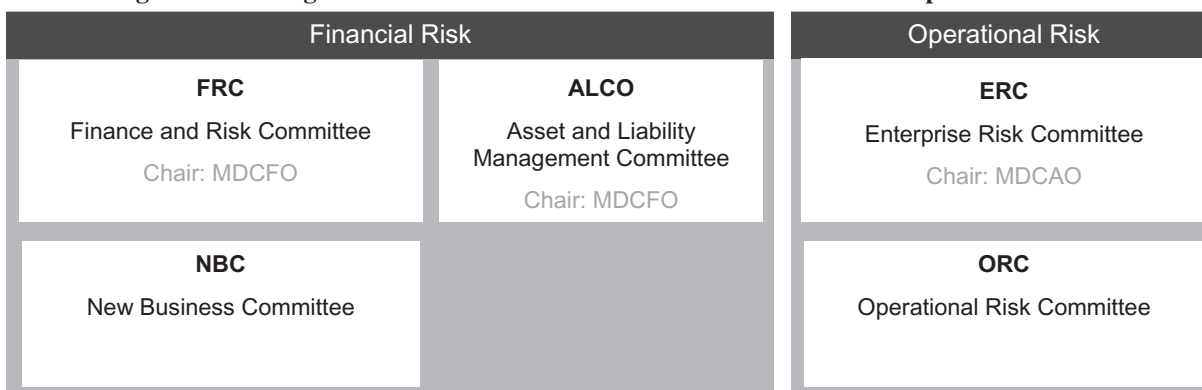 Financial Risk
Operational Risk
FRC
Finance and Risk Committee
Chair: MDCFO
ALCO
Asset and Liability
Management Committee
Chair: MDCFO
ERC
Enterprise Risk Committee
Chair: MDCAO
NBC
New Business Committee
ORC
Operational Risk Committee